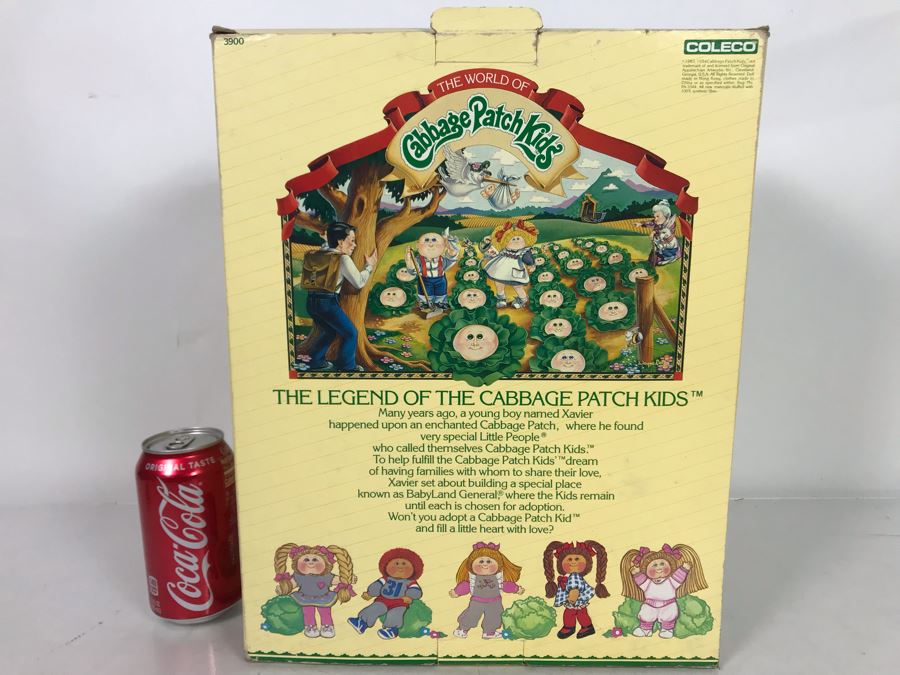 3900
COLECO
THE WORLD OF
Cabbage Patch Kids
THE LEGEND OF THE CABBAGE PATCH KIDS™
Many years ago, a young boy named Xavier
happened upon an enchanted Cabbage Patch, where he found
very special Little People®
who called themselves Cabbage Patch Kids.™
To help fulfill the Cabbage Patch Kids'™ dream
of having families with whom to share their love,
Xavier set about building a special place
known as BabyLand General,® where the Kids remain
until each is chosen for adoption.
Won't you adopt a Cabbage Patch Kid™
and fill a little heart with love?
31
ORIGINAL TASTE
Coca-Cola